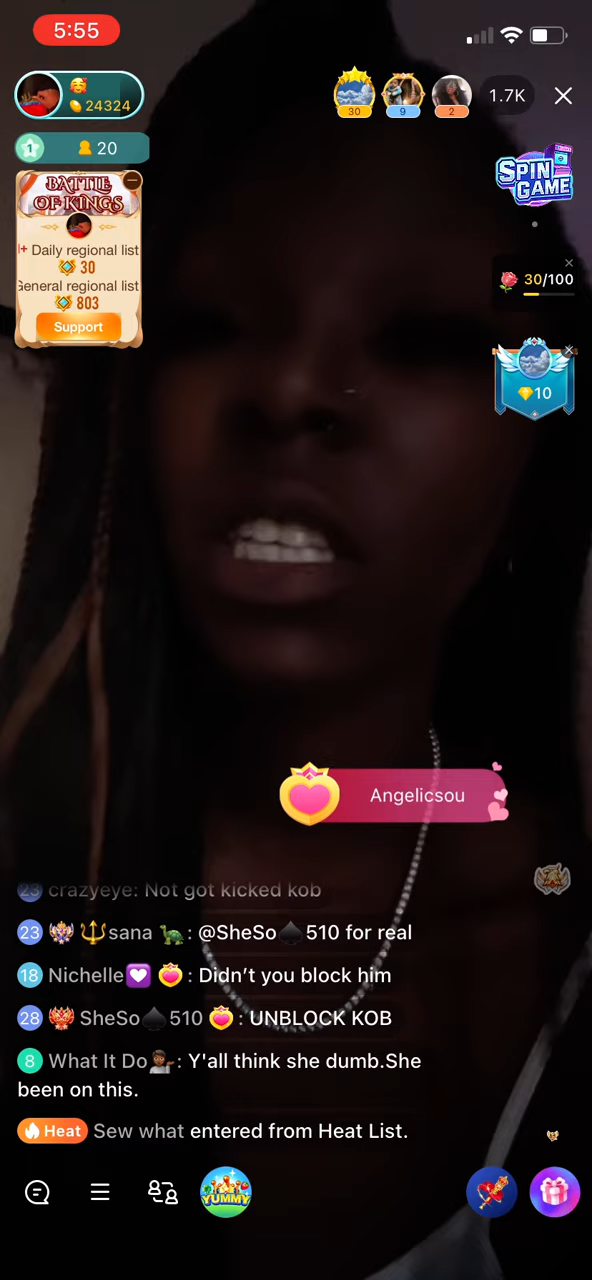 5:55
🥰
24324
30
9
2
1.7K
1
20
SPIN
GAME
BATTLE
OF KINGS
Daily regional list
30
General regional list
803
Support
30/100
10
Angelicsou
23 crazyeye: Not got kicked kob
23 🔱sana 🐢: @SheSo♠️510 for real
18 Nichelle💟: Didn’t you block him
28 SheSo♠️510: UNBLOCK KOB
8 What It Do💁🏾: Y'all think she dumb.She
been on this.
🔥Heat Sew what entered from Heat List.
YUMMY